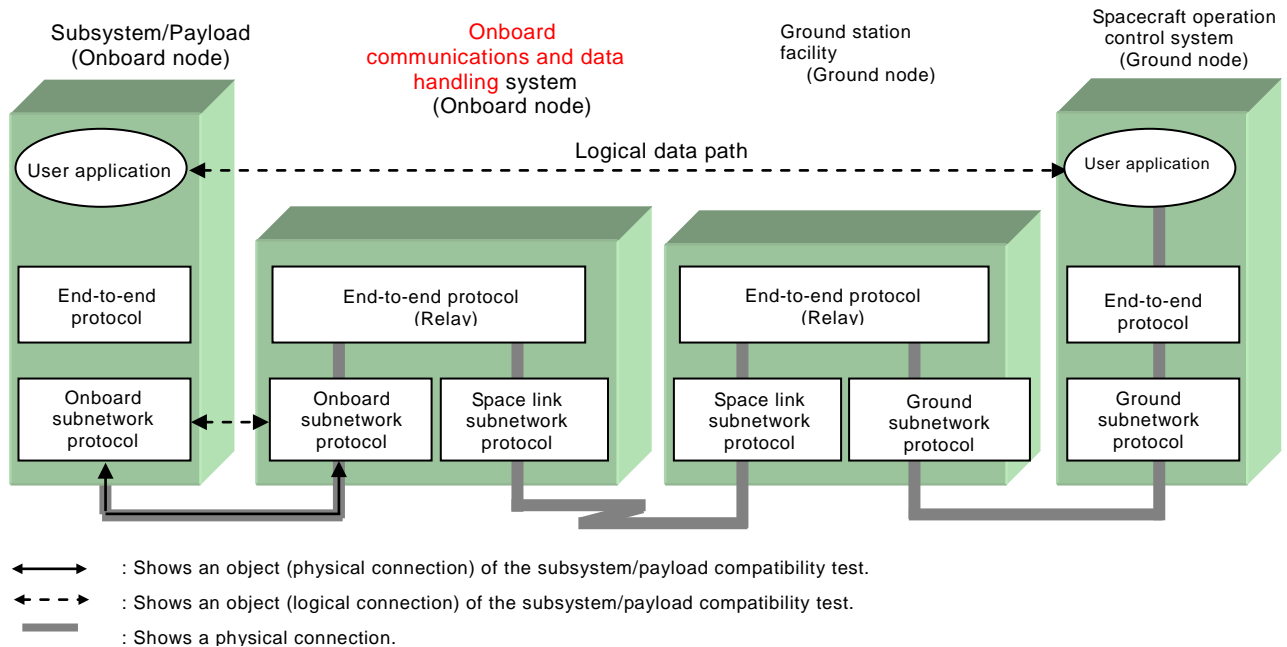 Subsystem/Payload
(Onboard node)
Onboard
communications and data
handling system
(Onboard node)
Ground station
facility
(Ground node)
Spacecraft operation
control system
(Ground node)
Logical data path
User application
User application
End-to-end
protocol
End-to-end protocol
(Relay)
End-to-end protocol
(Relay)
End-to-end
protocol
Onboard
subnetwork
protocol
Onboard
subnetwork
protocol
Space link
subnetwork
protocol
Space link
subnetwork
protocol
Ground
subnetwork
protocol
Ground
subnetwork
protocol
: Shows an object (physical connection) of the subsystem/payload compatibility test.
: Shows an object (logical connection) of the subsystem/payload compatibility test.
: Shows a physical connection.